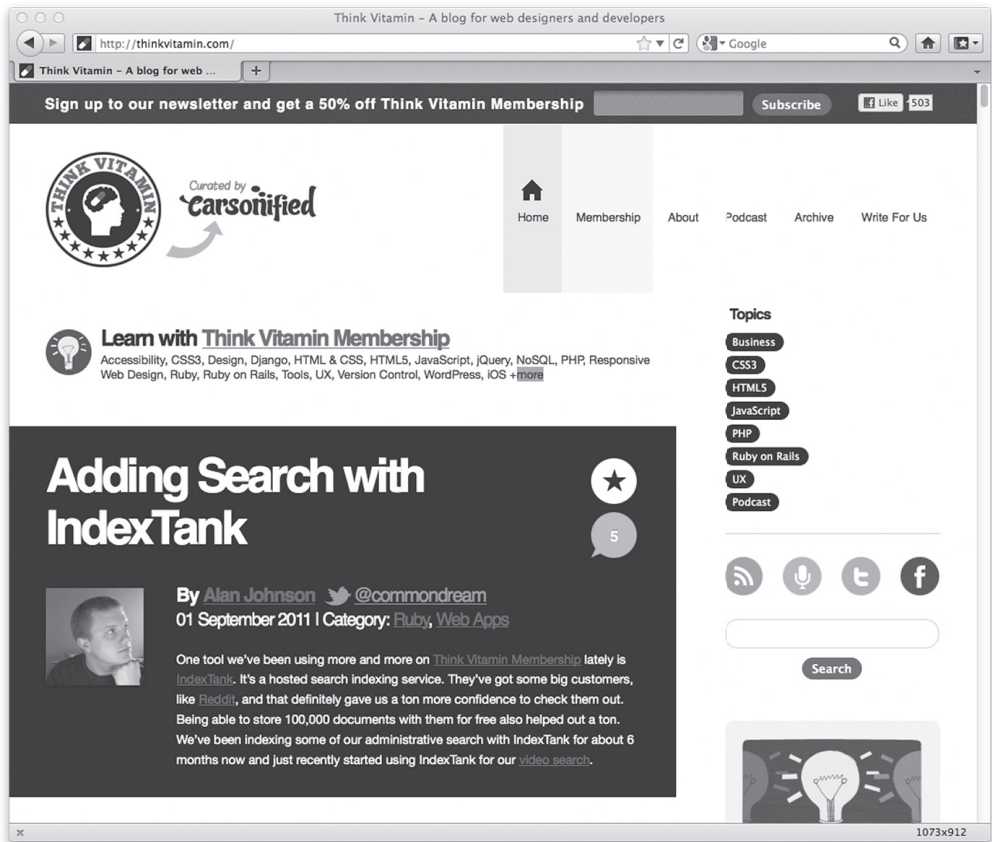 Think Vitamin – A blog for web designers and developers
http://thinkvitamin.com/
Google
Think Vitamin – A blog for web ...
Sign up to our newsletter and get a 50% off Think Vitamin Membership
Subscribe
Like
503
THINK VITAMIN
Curated by
Carsonified
Home
Membership
About
Podcast
Archive
Write For Us
Learn with Think Vitamin Membership
Accessibility, CSS3, Design, Django, HTML & CSS, HTML5, JavaScript, jQuery, NoSQL, PHP, Responsive
Web Design, Ruby, Ruby on Rails, Tools, UX, Version Control, WordPress, iOS +more
Topics
Business
CSS3
HTML5
JavaScript
PHP
Ruby on Rails
UX
Podcast
Search
Adding Search with
IndexTank
5
By Alan Johnson @commondream
01 September 2011 | Category: Ruby, Web Apps
One tool we've been using more and more on Think Vitamin Membership lately is
IndexTank. It's a hosted search indexing service. They've got some big customers,
like Reddit, and that definitely gave us a ton more confidence to check them out.
Being able to store 100,000 documents with them for free also helped out a ton.
We've been indexing some of our administrative search with IndexTank for about 6
months now and just recently started using IndexTank for our video search.
1073x912